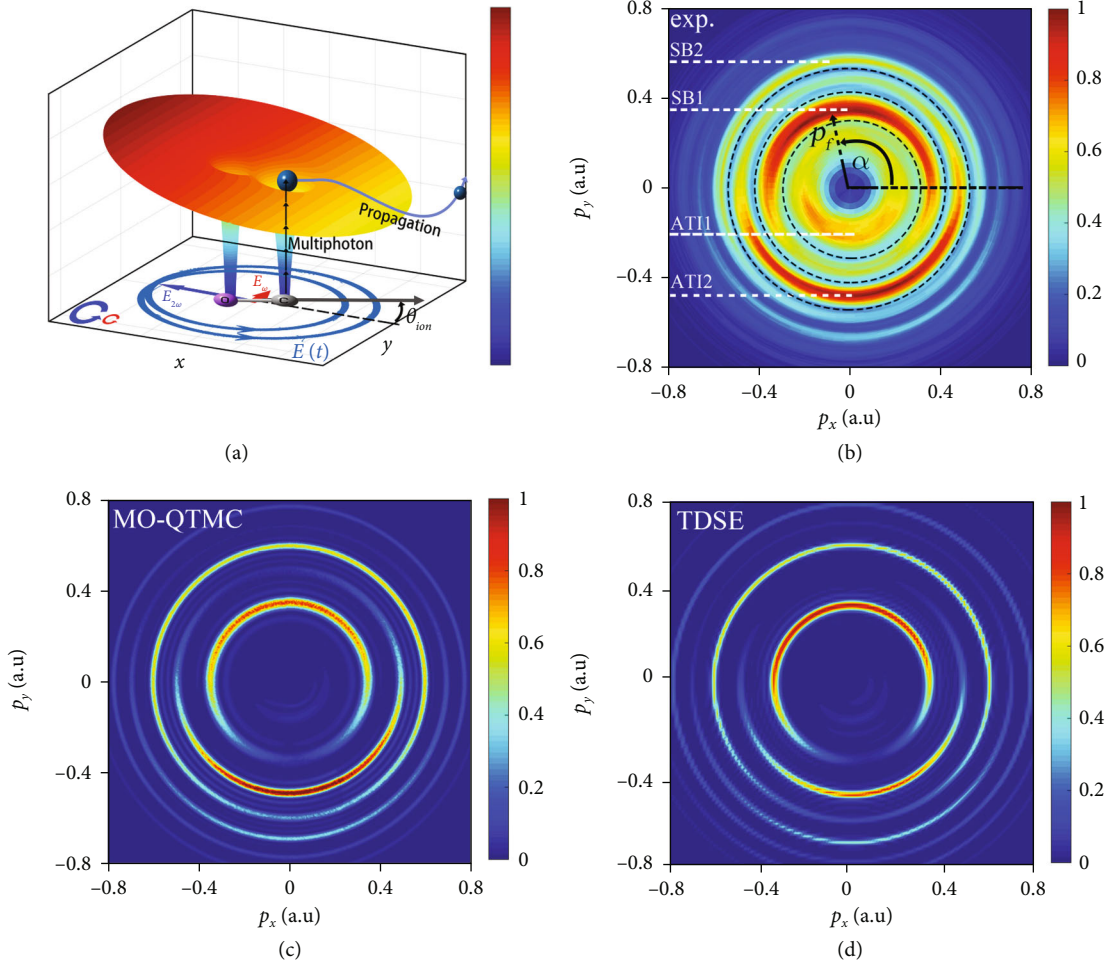 Propagation
Multiphoton
E2ω
Eω
O
C
E (t)
θion
C
x
y
(a)
exp.
SB2
SB1
ATI1
ATI2
pf
α
0.8
0.4
0
−0.4
−0.8
py (a.u)
−0.8
−0.4
0
0.4
0.8
px (a.u)
1
0.8
0.6
0.4
0.2
0
(b)
MO-QTMC
0.8
0.4
0
−0.4
−0.8
py (a.u)
−0.8
−0.4
0
0.4
0.8
px (a.u)
1
0.8
0.6
0.4
0.2
0
(c)
TDSE
0.8
0.4
0
−0.4
−0.8
py (a.u)
−0.8
−0.4
0
0.4
0.8
px (a.u)
1
0.8
0.6
0.4
0.2
0
(d)